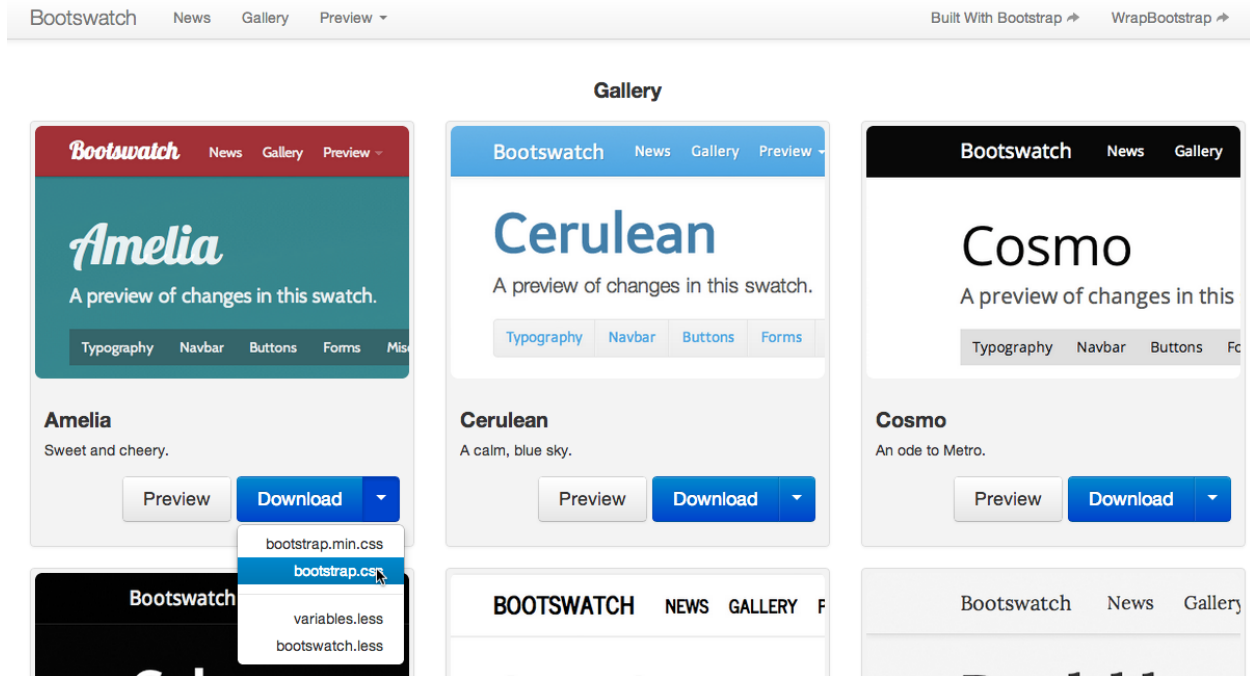 Bootswatch News Gallery Preview Built With Bootstrap WrapBootstrap
Gallery
Bootswatch News Gallery Preview
Amelia
A preview of changes in this swatch.
Typography Navbar Buttons Forms
Amelia
Sweet and cheery.
Preview Download
bootstrap.min.css
bootstrap.css
variables.less
bootswatch.less
Bootswatch News Gallery Preview
Cerulean
A preview of changes in this swatch.
Typography Navbar Buttons Forms
Cerulean
A calm, blue sky.
Preview Download
Bootswatch News Gallery
Cosmo
A preview of changes in this
Typography Navbar Buttons
Cosmo
An ode to Metro.
Preview Download
Bootswatch
BOOTSWATCH NEWS GALLERY
Bootswatch News Gallery